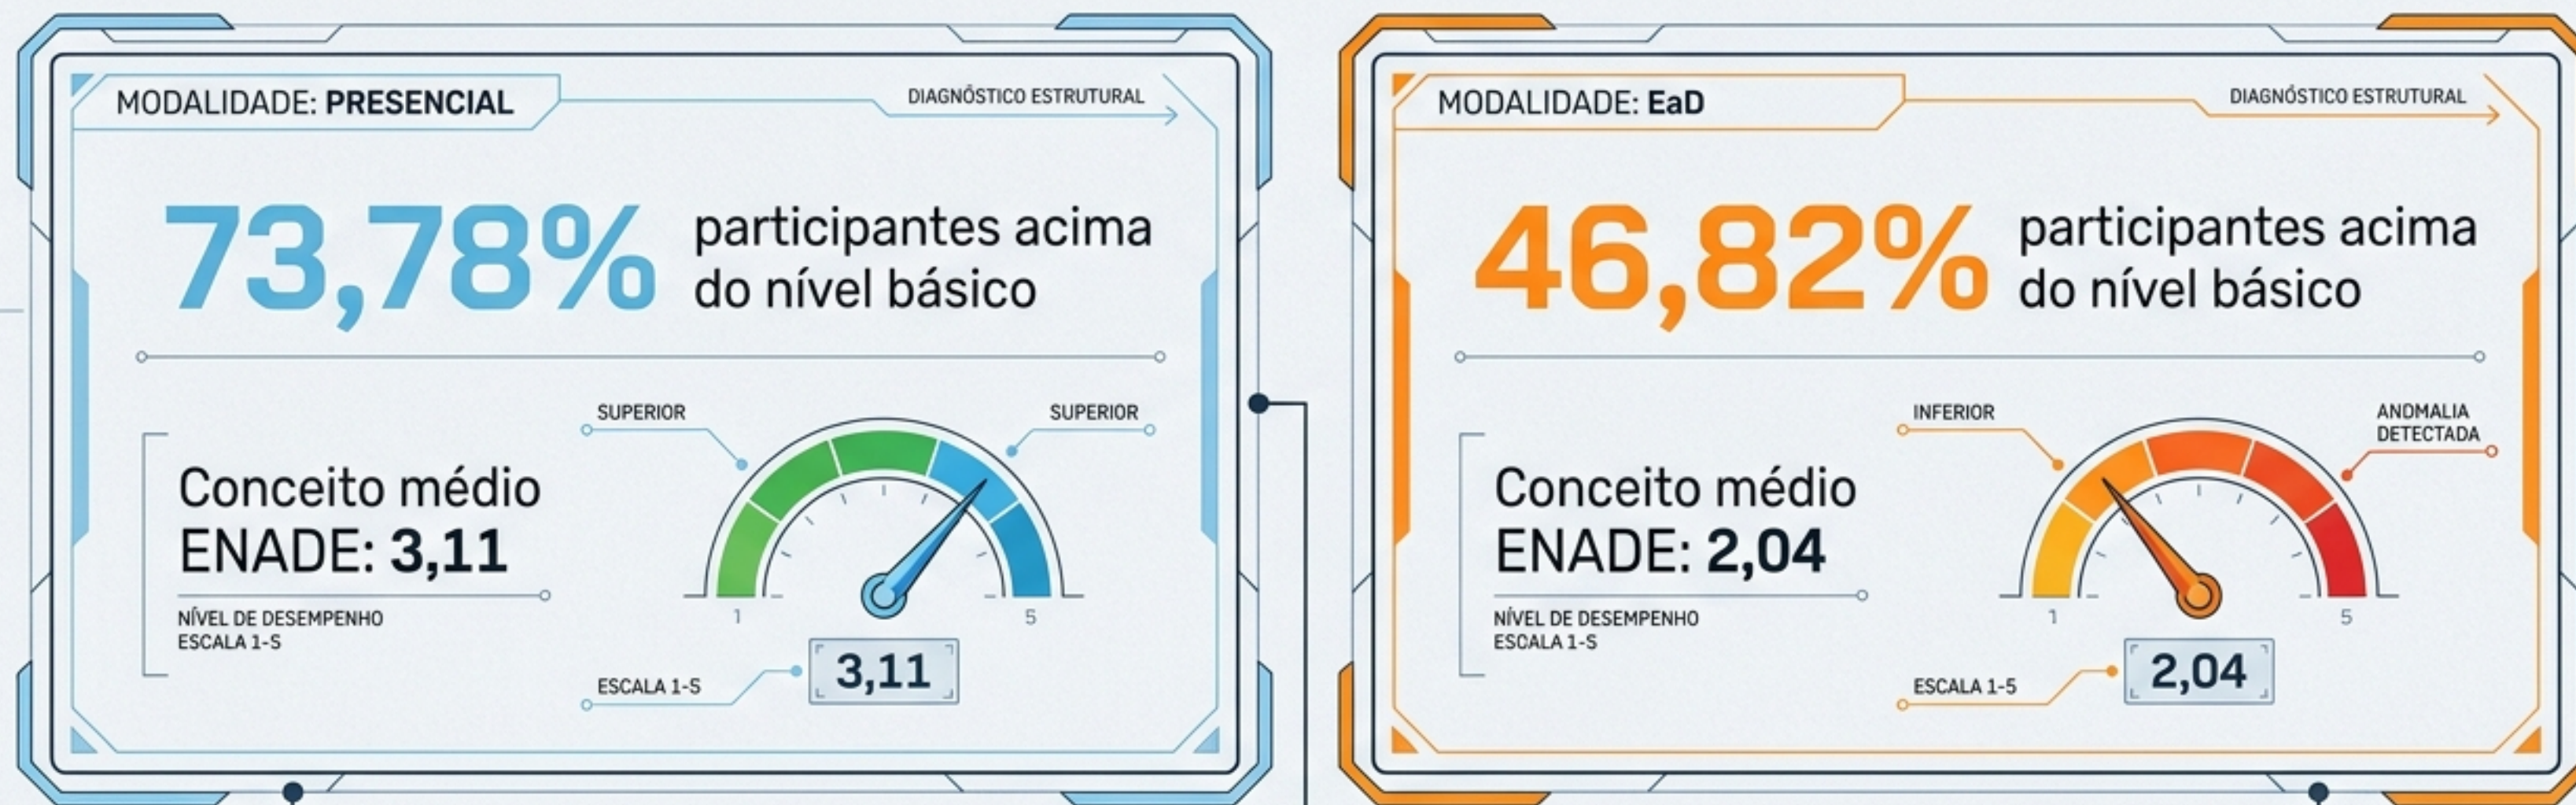 MODALIDADE: PRESENCIAL
DIAGNÓSTICO ESTRUTURAL
73,78%
participantes acima
do nível básico
Conceito médio
ENADE: 3,11
NÍVEL DE DESEMPENHO
ESCALA 1-S
SUPERIOR
SUPERIOR
1
5
ESCALA 1-S
3,11
MODALIDADE: EaD
DIAGNÓSTICO ESTRUTURAL
46,82%
participantes acima
do nível básico
Conceito médio
ENADE: 2,04
NÍVEL DE DESEMPENHO
ESCALA 1-S
INFERIOR
ANDMALIA
DETECTADA
1
5
ESCALA 1-5
2,04